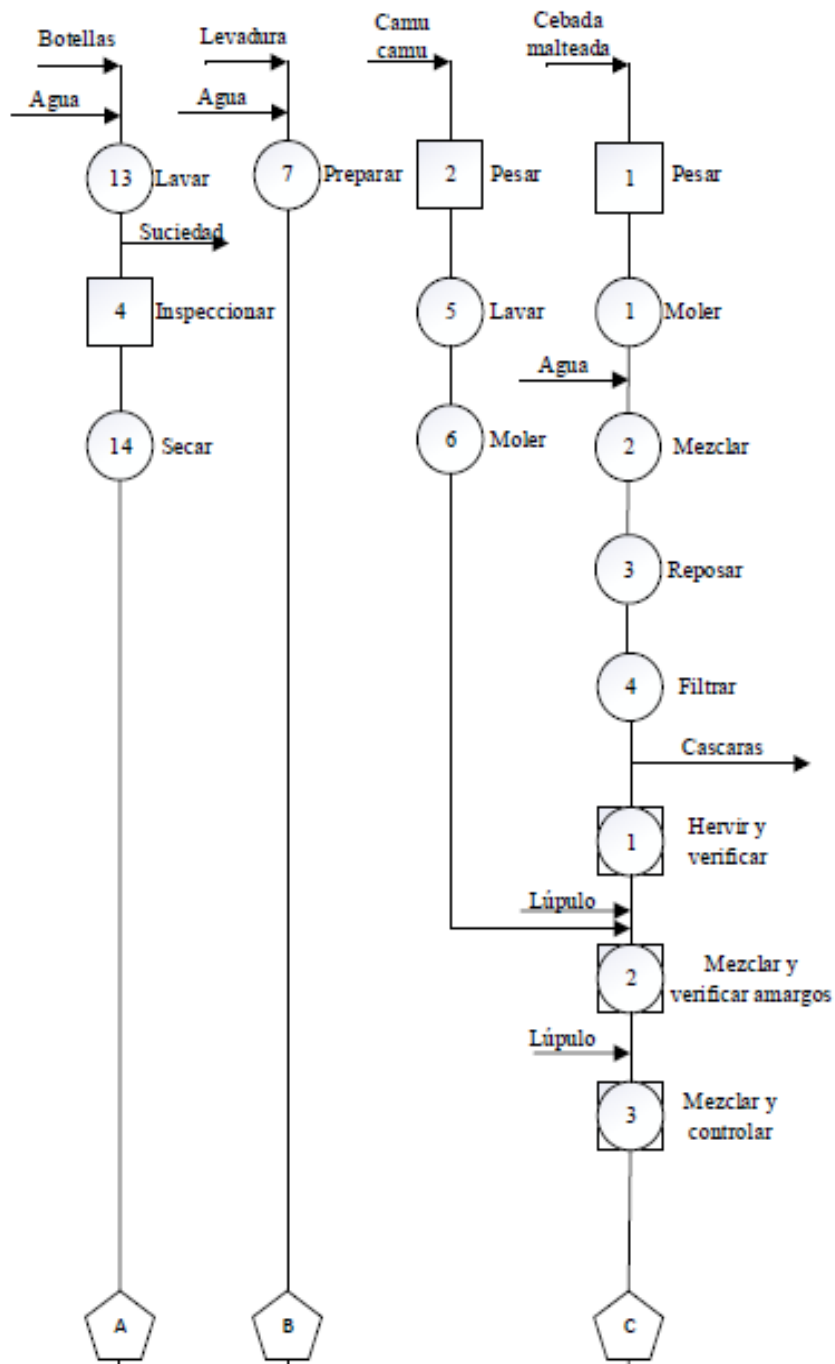 Botellas
Agua
13 Lavar
Suciedad
4 Inspeccionar
14 Secar
A
Levadura
Agua
7 Preparar
B
Camu
camu
2 Pesar
5 Lavar
6 Moler
Cebada
malteada
1 Pesar
1 Moler
Agua
2 Mezclar
3 Reposar
4 Filtrar
Cascaras
1 Hervir y
verificar
Lúpulo
2 Mezclar y
verificar amargos
Lúpulo
3 Mezclar y
controlar
C